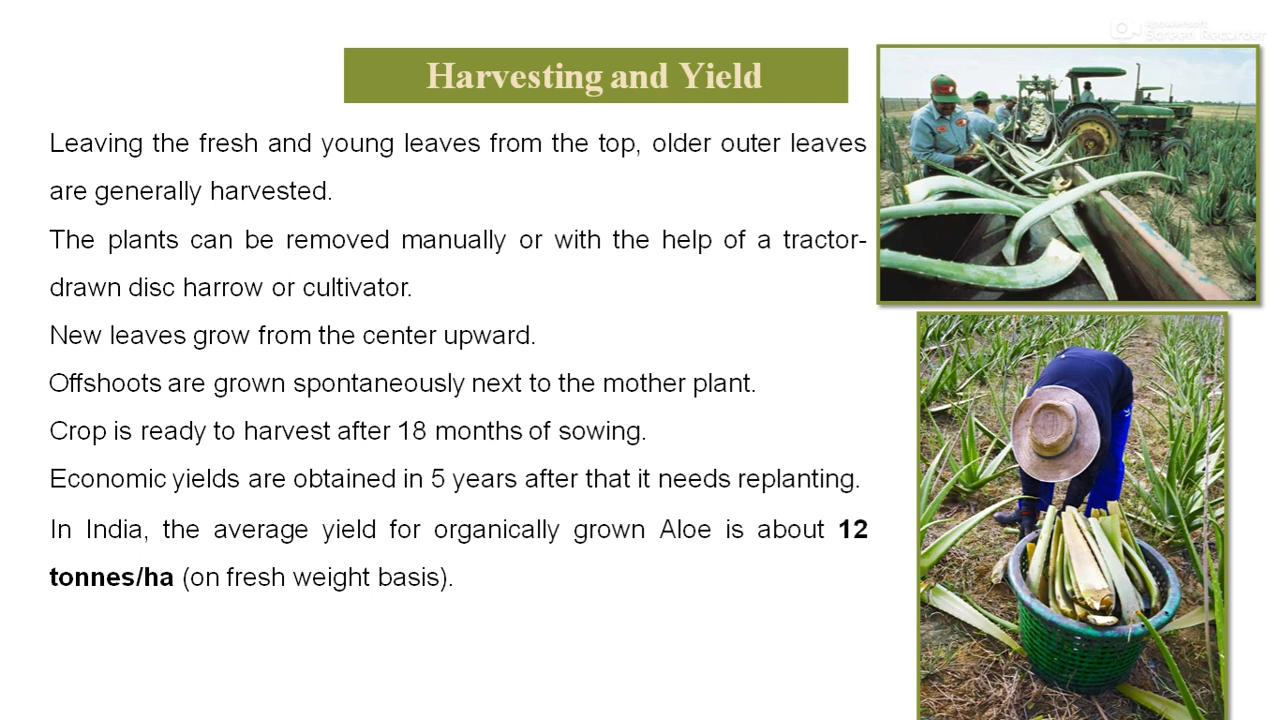 Apowersoft
Screen Recorder
Harvesting and Yield
Leaving the fresh and young leaves from the top, older outer leaves
are generally harvested.
The plants can be removed manually or with the help of a tractor-
drawn disc harrow or cultivator.
New leaves grow from the center upward.
Offshoots are grown spontaneously next to the mother plant.
Crop is ready to harvest after 18 months of sowing.
Economic yields are obtained in 5 years after that it needs replanting.
In India, the average yield for organically grown Aloe is about 12
tonnes/ha (on fresh weight basis).